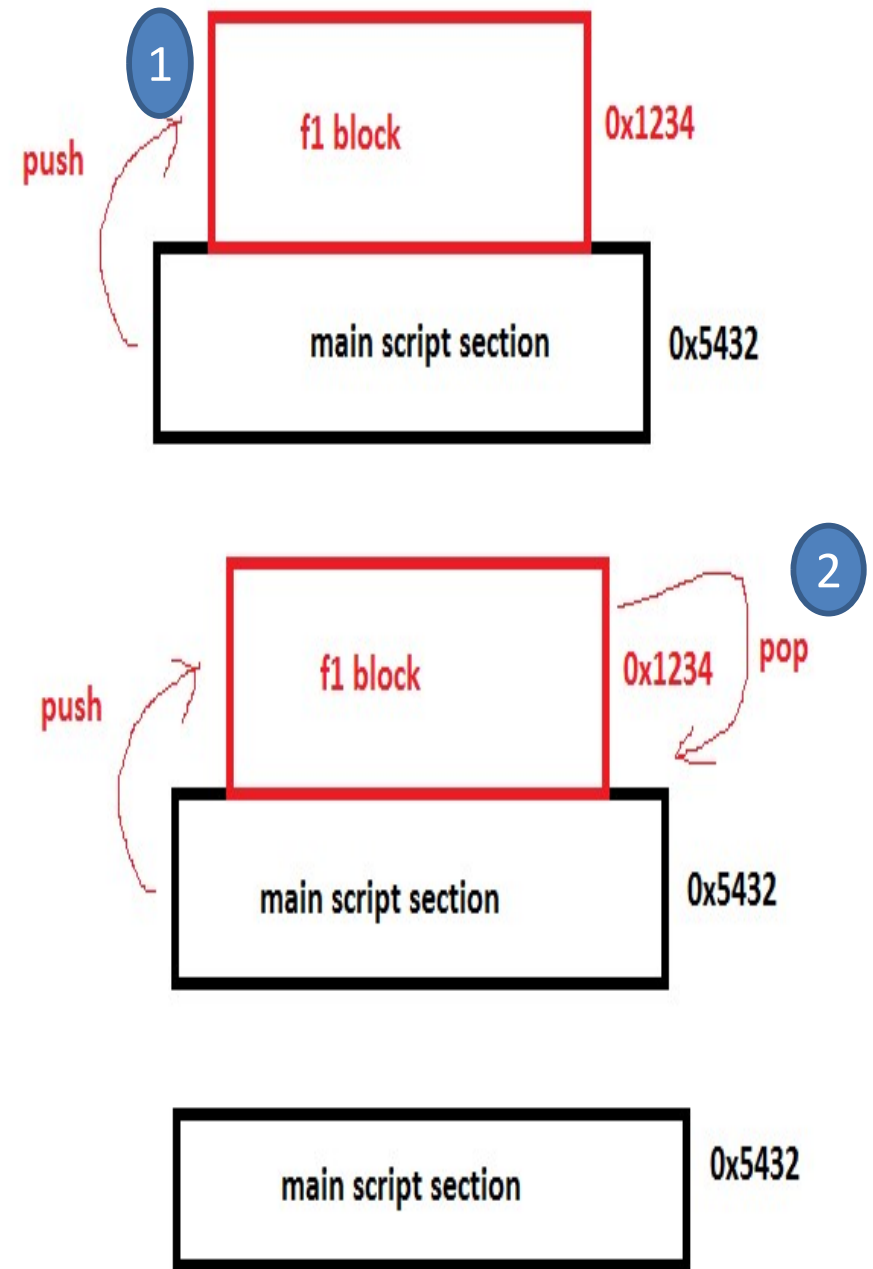 1
push
f1 block
0x1234
main script section
0x5432
2
push
f1 block
0x1234
pop
main script section
0x5432
main script section
0x5432